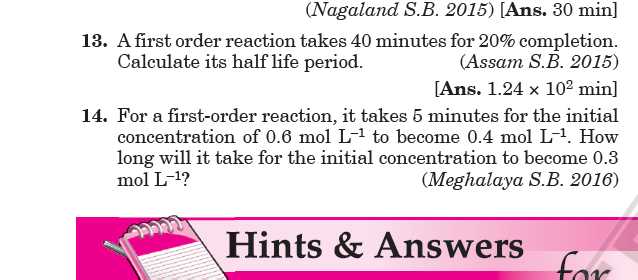 (Nagaland S.B. 2015) [Ans. 30 min]
13. A first order reaction takes 40 minutes for 20% completion.
Calculate its half life period. (Assam S.B. 2015)
[Ans. 1.24 × 10² min]
14. For a first-order reaction, it takes 5 minutes for the initial
concentration of 0.6 mol L⁻¹ to become 0.4 mol L⁻¹. How
long will it take for the initial concentration to become 0.3
mol L⁻¹? (Meghalaya S.B. 2016)
Hints & Answers
for